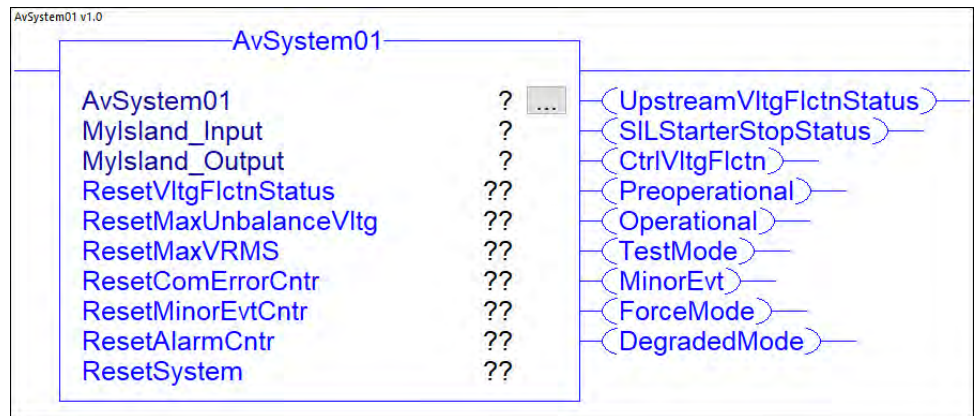 AvSystem01 v1.0
AvSystem01
AvSystem01 ? ... UpstreamVltgFlctnStatus
MyIsland_Input ? SILStarterStopStatus
MyIsland_Output ? CtrlVltgFlctn
ResetVltgFlctnStatus ?? Preoperational
ResetMaxUnbalanceVltg ?? Operational
ResetMaxVRMS ?? TestMode
ResetComErrorCntr ?? MinorEvt
ResetMinorEvtCntr ?? ForceMode
ResetAlarmCntr ?? DegradedMode
ResetSystem ??